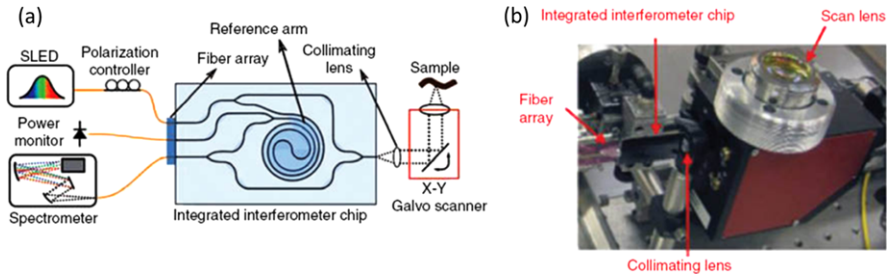 (a)
SLED
Polarization
controller
Fiber array
Reference arm
Collimating
lens
Sample
Power
monitor
Spectrometer
Integrated interferometer chip
X-Y
Galvo scanner
(b)
Integrated interferometer chip
Scan lens
Fiber
array
Collimating lens